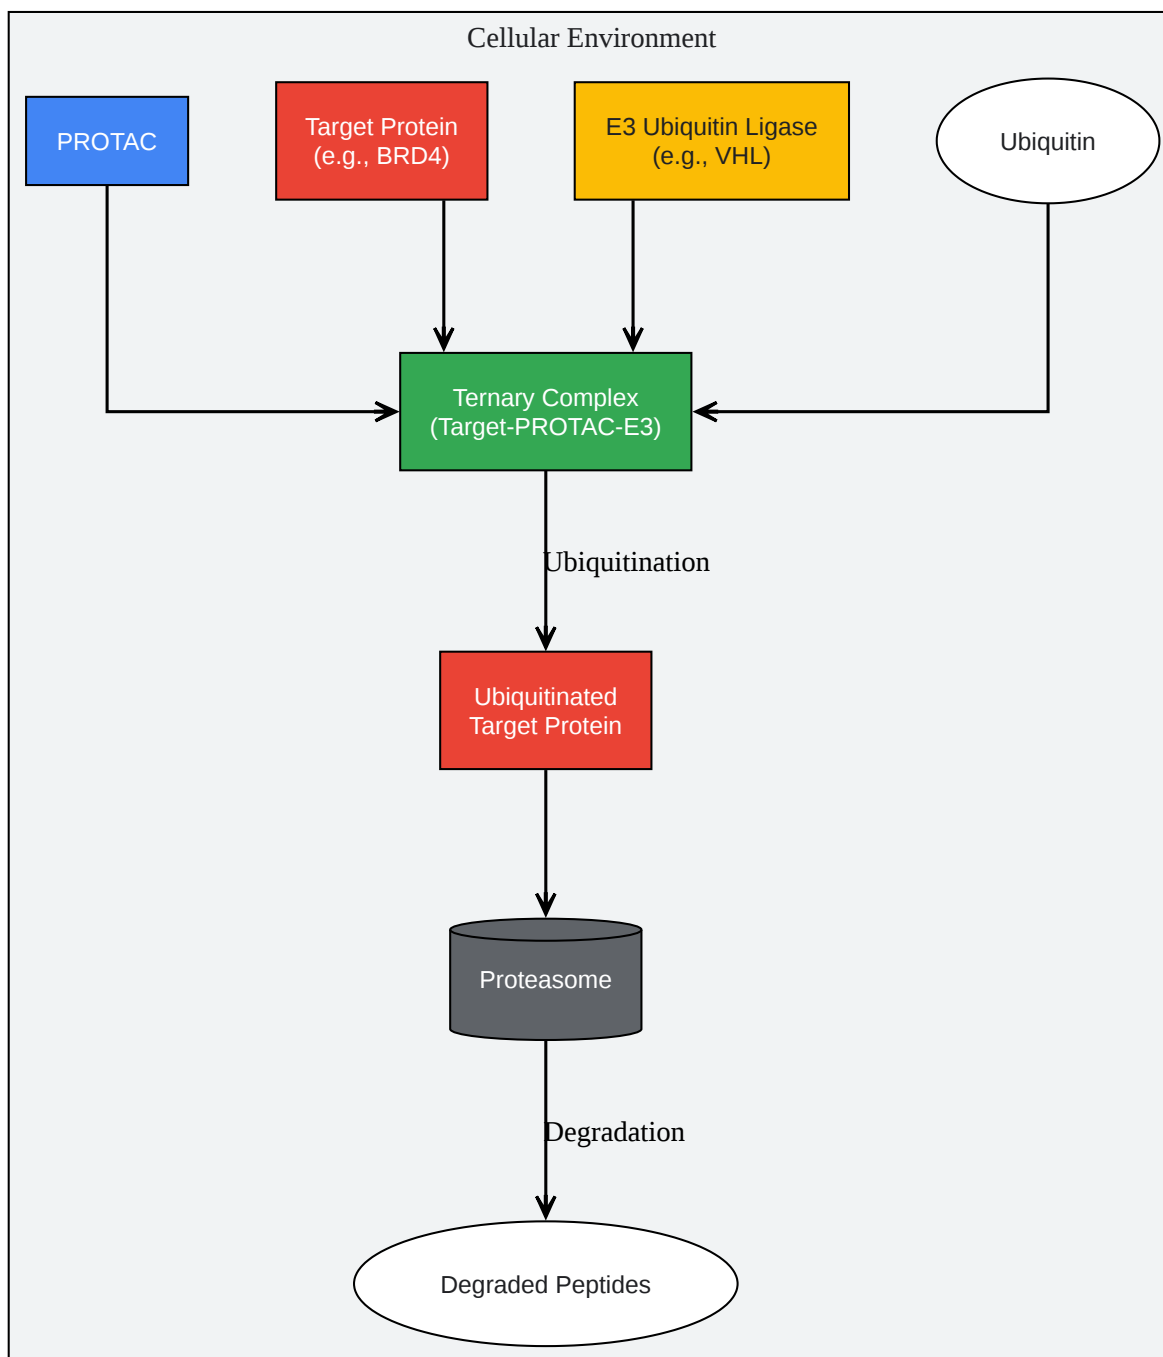 Cellular Environment
PROTAC
Target Protein
(e.g., BRD4)
E3 Ubiquitin Ligase
(e.g., VHL)
Ubiquitin
Ternary Complex
(Target-PROTAC-E3)
Ubiquitination
Ubiquitinated
Target Protein
Proteasome
Degradation
Degraded Peptides